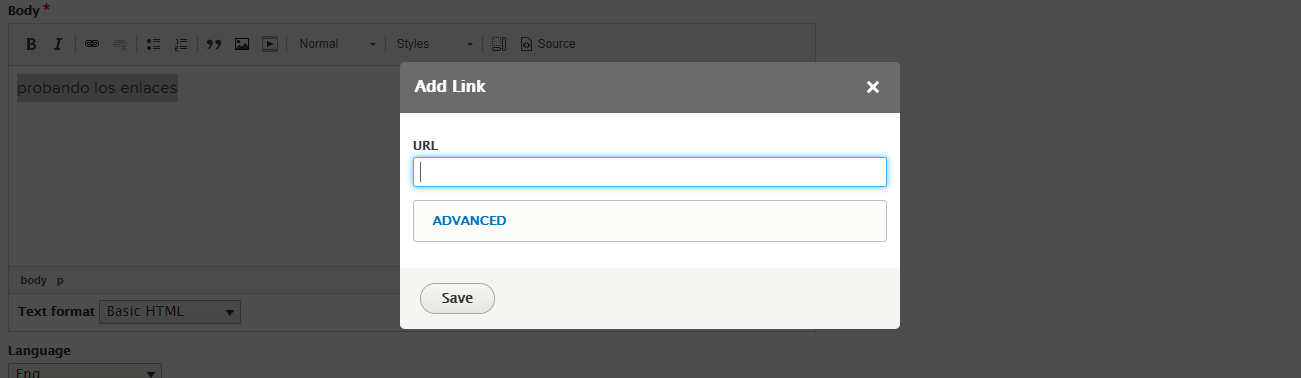 Body *
B I Normal Styles Source
probando los enlaces
Add Link
URL
ADVANCED
Save
body p
Text format Basic HTML
Language
Eng